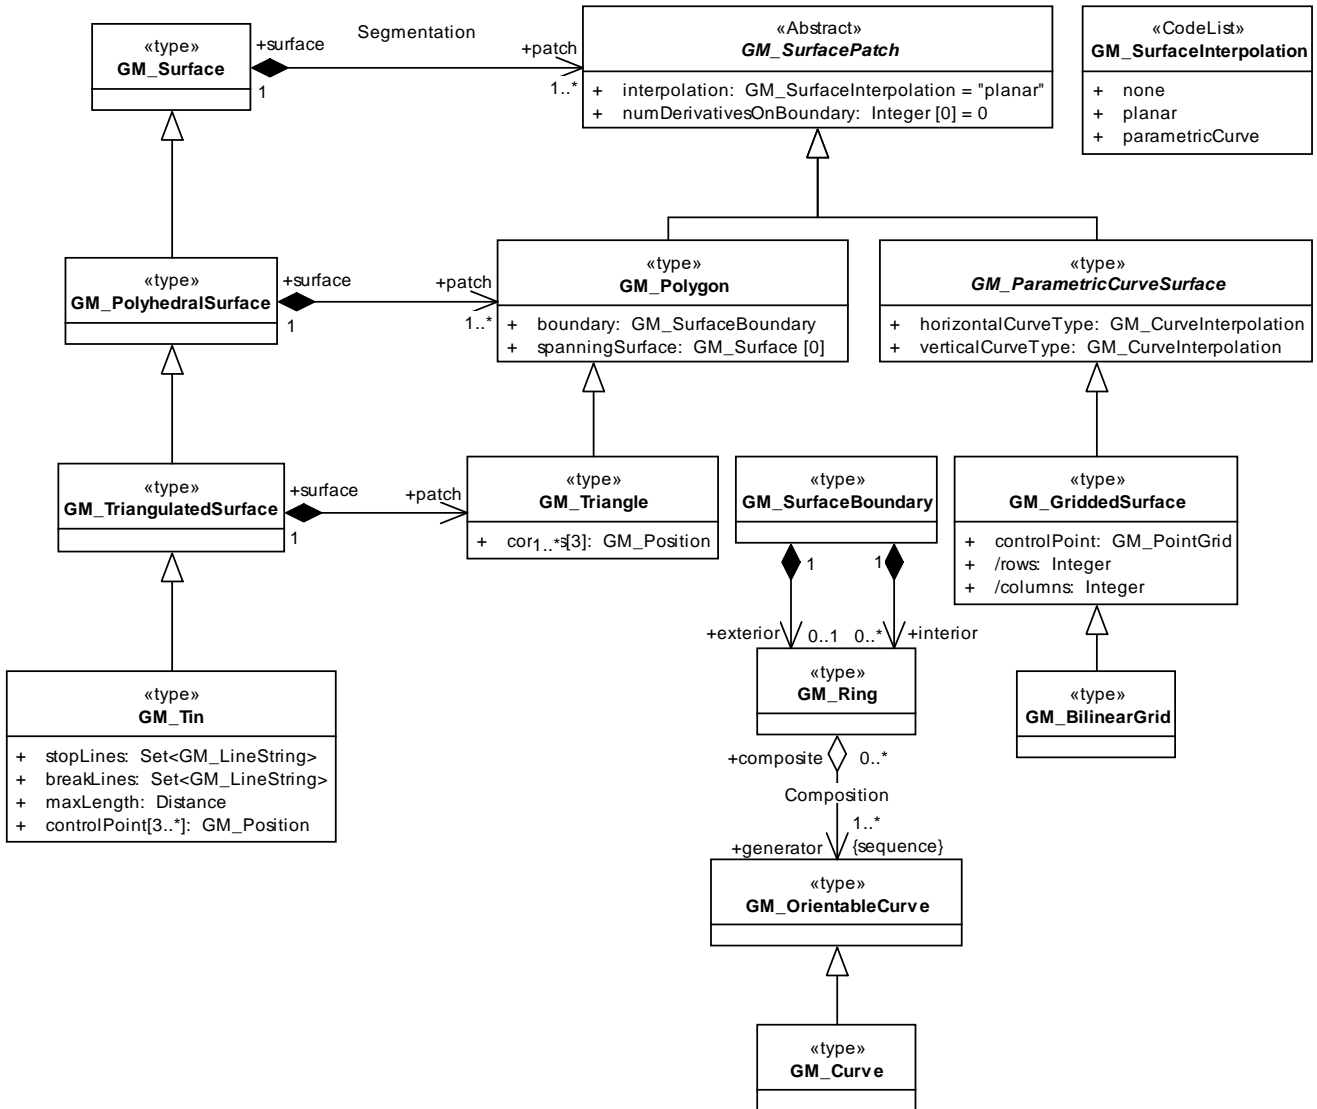 «type»
GM_Surface
+surface
1
Segmentation
+patch
1..*
«Abstract»
GM_SurfacePatch
+ interpolation: GM_SurfaceInterpolation = "planar"
+ numDerivativesOnBoundary: Integer [0] = 0
«CodeList»
GM_SurfaceInterpolation
+ none
+ planar
+ parametricCurve
«type»
GM_PolyhedralSurface
+surface
1
+patch
1..*
«type»
GM_Polygon
+ boundary: GM_SurfaceBoundary
+ spanningSurface: GM_Surface [0]
«type»
GM_ParametricCurveSurface
+ horizontalCurveType: GM_CurveInterpolation
+ verticalCurveType: GM_CurveInterpolation
«type»
GM_TriangulatedSurface
+surface
1
+patch
1..*
«type»
GM_Triangle
+ [3]: GM_Position
«type»
GM_SurfaceBoundary
1
1
+exterior
0..1
0..*
+interior
«type»
GM_GriddedSurface
+ controlPoint: GM_PointGrid
+ /rows: Integer
+ /columns: Integer
«type»
GM_Tin
+ stopLines: Set<GM_LineString>
+ breakLines: Set<GM_LineString>
+ maxLength: Distance
+ controlPoint[3..*]: GM_Position
«type»
GM_Ring
+composite
0..*
Composition
1..*
+generator
{sequence}
«type»
GM_BilinearGrid
«type»
GM_OrientableCurve
«type»
GM_Curve